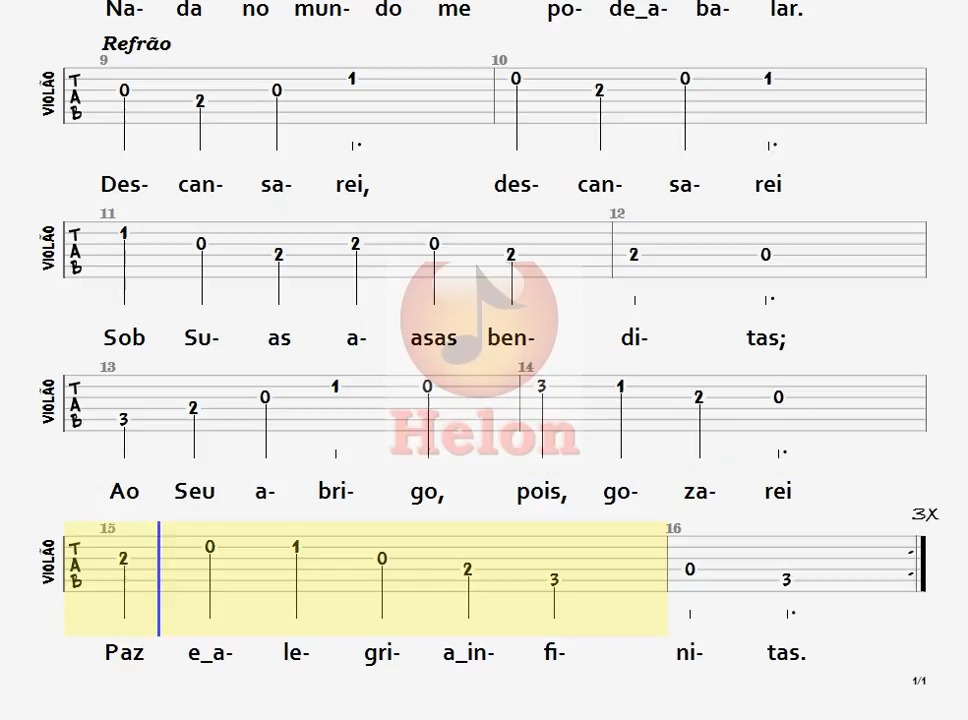 Na- da no mun- do me po- de_a- ba- lar.
Refrão
9 10
VIOLÃO TAB 0 2 0 1 0 2 0 1
Des- can- sa- rei, des- can- sa- rei
11 12
VIOLÃO TAB 1 0 2 2 0 2 2 0
Sob Su- as a- asas ben- di- tas;
13 14
VIOLÃO TAB 3 2 0 1 0 3 1 2 0
Helon
Ao Seu a- bri- go, pois, go- za- rei
3X
15 16
VIOLÃO TAB 2 0 1 0 2 3 0 3
Paz e_a- le- gri- a_in- fi- ni- tas.
1/1